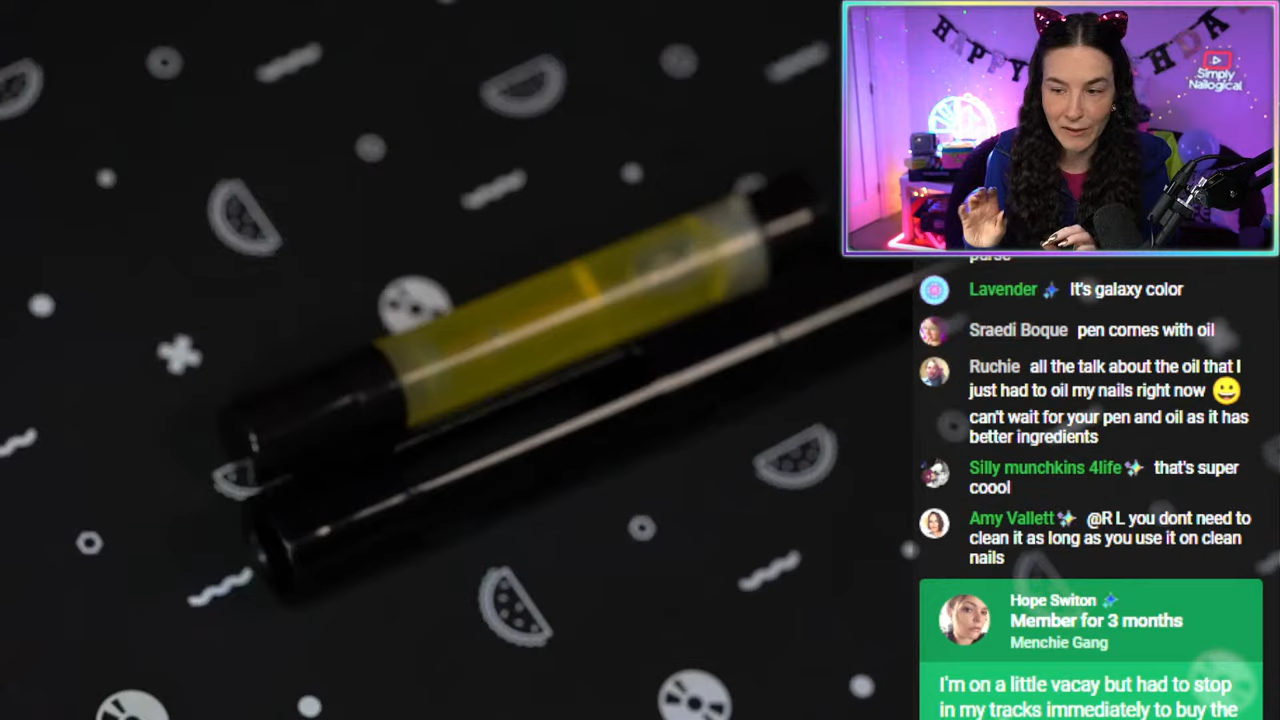 HAPPY
HDA
Simply
Nailogical
purse
Lavender It's galaxy color
Sraedi Boque pen comes with oil
Ruchie all the talk about the oil that I
just had to oil my nails right now
can't wait for your pen and oil as it has
better ingredients
Silly munchkins 4life that's super
coool
Amy Vallett @R L you dont need to
clean it as long as you use it on clean
nails
Hope Switon
Member for 3 months
Menchie Gang
I'm on a little vacay but had to stop
in my tracks immediately to buy the